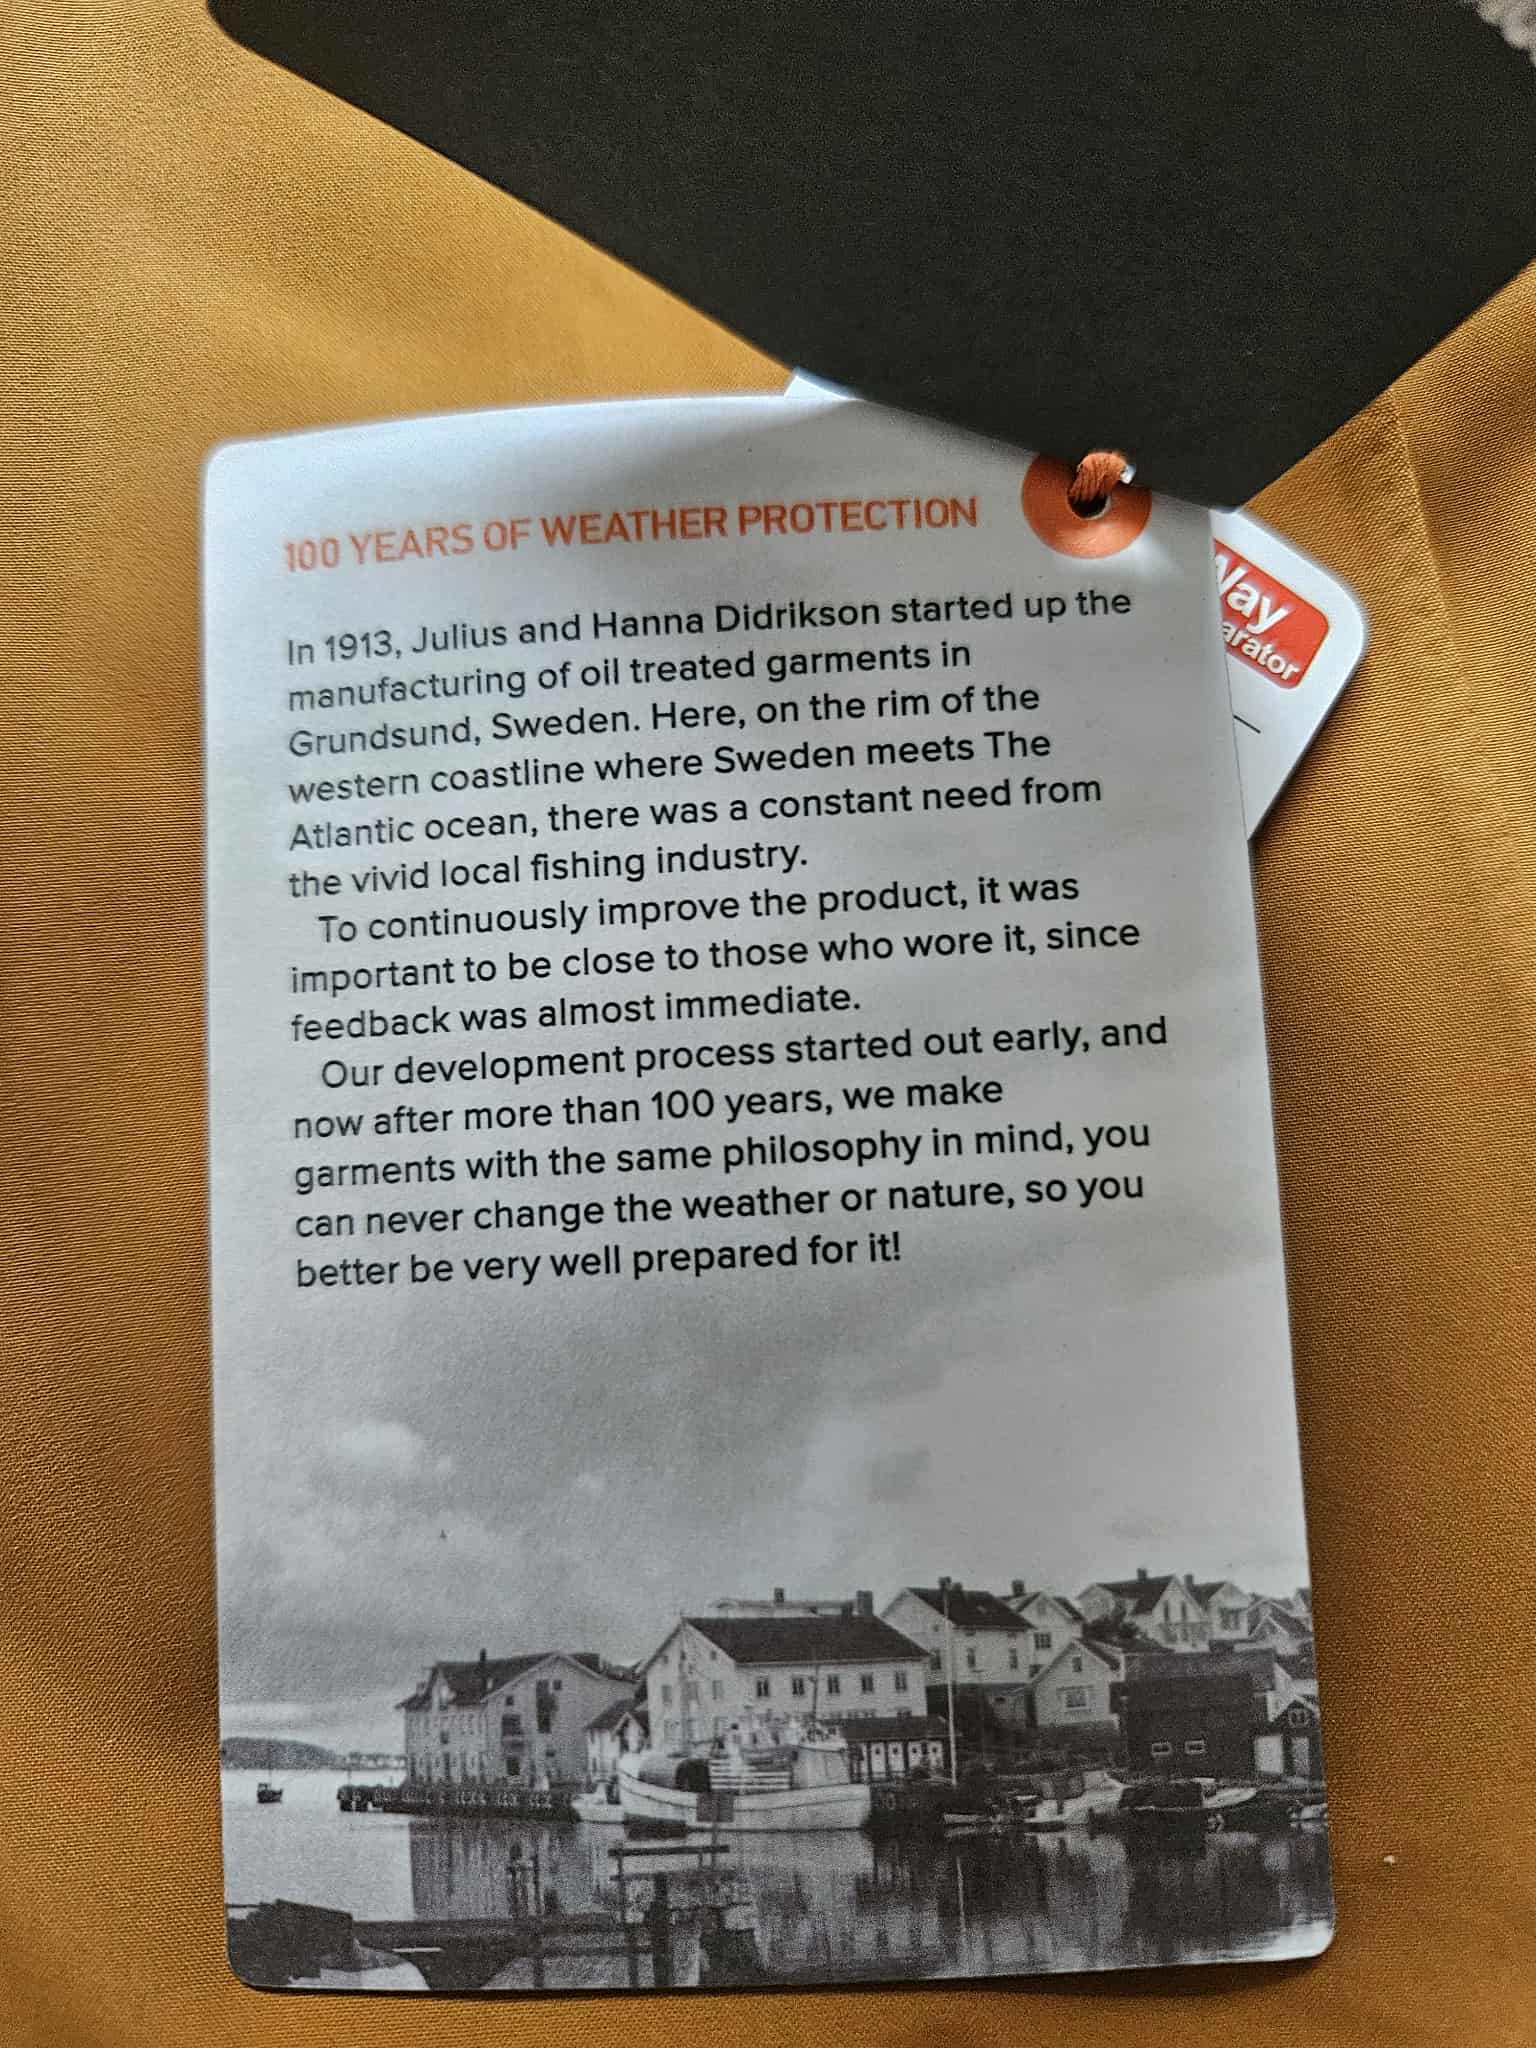 100 YEARS OF WEATHER PROTECTION
In 1913, Julius and Hanna Didrikson started up the
manufacturing of oil treated garments in
Grundsund, Sweden. Here, on the rim of the
western coastline where Sweden meets The
Atlantic ocean, there was a constant need from
the vivid local fishing industry.
To continuously improve the product, it was
important to be close to those who wore it, since
feedback was almost immediate.
Our development process started out early, and
now after more than 100 years, we make
garments with the same philosophy in mind, you
can never change the weather or nature, so you
better be very well prepared for it!
Way
arator